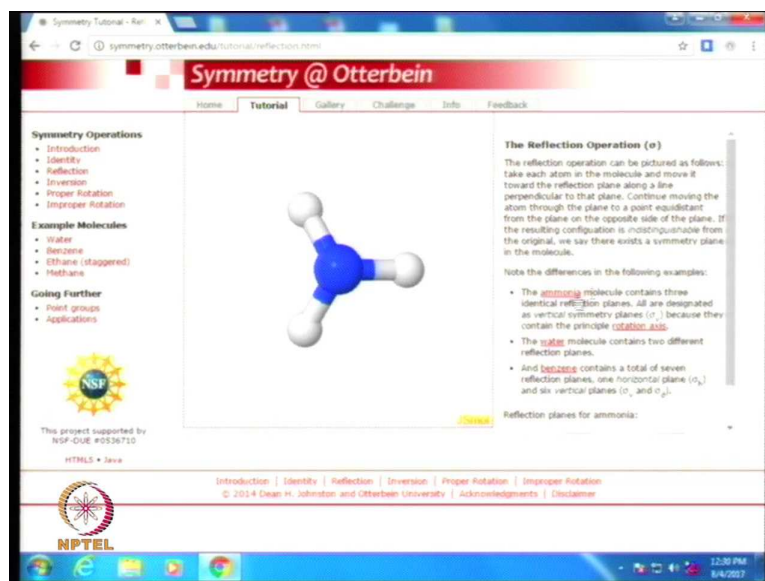 Symmetry Tutorial - Ref
symmetry.otterbein.edu/tutorial/reflection.html
Symmetry @ Otterbein
Home Tutorial Gallery Challenge Info Feedback
Symmetry Operations
• Introduction
• Identity
• Reflection
• Inversion
• Proper Rotation
• Improper Rotation
Example Molecules
• Water
• Benzene
• Ethane (staggered)
• Methane
Going Further
• Point groups
• Applications
NSF
This project supported by
NSF-DUE #0536710
HTML5 • Java
JSmol
The Reflection Operation (σ)
The reflection operation can be pictured as follows:
take each atom in the molecule and move it
toward the reflection plane along a line
perpendicular to that plane. Continue moving the
atom through the plane to a point equidistant
from the plane on the opposite side of the plane. If
the resulting configuation is indistinguishable from
the original, we say there exists a symmetry plane
in the molecule.
Note the differences in the following examples:
• The ammonia molecule contains three
identical reflection planes. All are designated
as vertical symmetry planes (σv) because they
contain the principle rotation axis.
• The water molecule contains two different
reflection planes.
• And benzene contains a total of seven
reflection planes, one horizontal plane (σh)
and six vertical planes (σv and σd).
Reflection planes for ammonia:
Introduction | Identity | Reflection | Inversion | Proper Rotation | Improper Rotation
© 2014 Dean H. Johnston and Otterbein University | Acknowledgments | Disclaimer
NPTEL
12:30 PM
8/4/2017